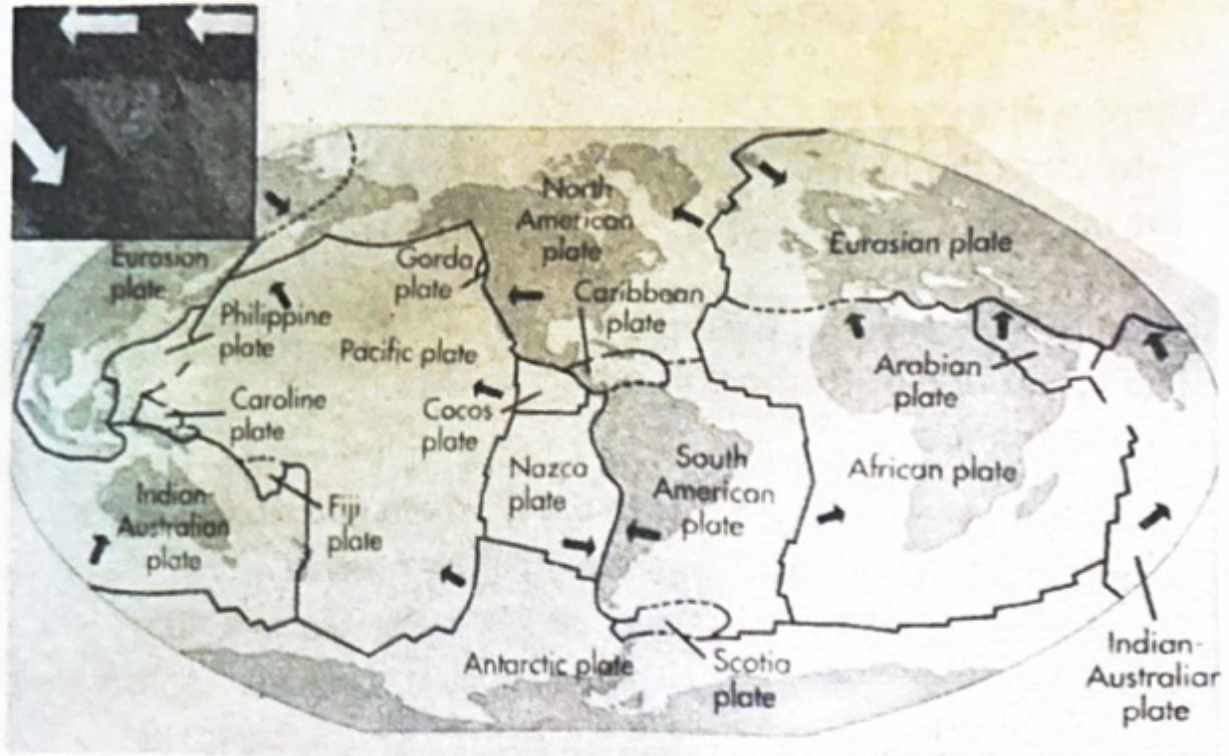 North
American
plate
Eurasian plate
Eurasian
plate
Gorda
plate
Caribbean
plate
Philippine
plate
Pacific plate
Arabian
plate
Caroline
plate
Cocos
plate
Nazca
plate
South
American
plate
African plate
Indian-
Australian
plate
Fiji
plate
Antarctic plate
Scotia
plate
Indian-
Australian
plate